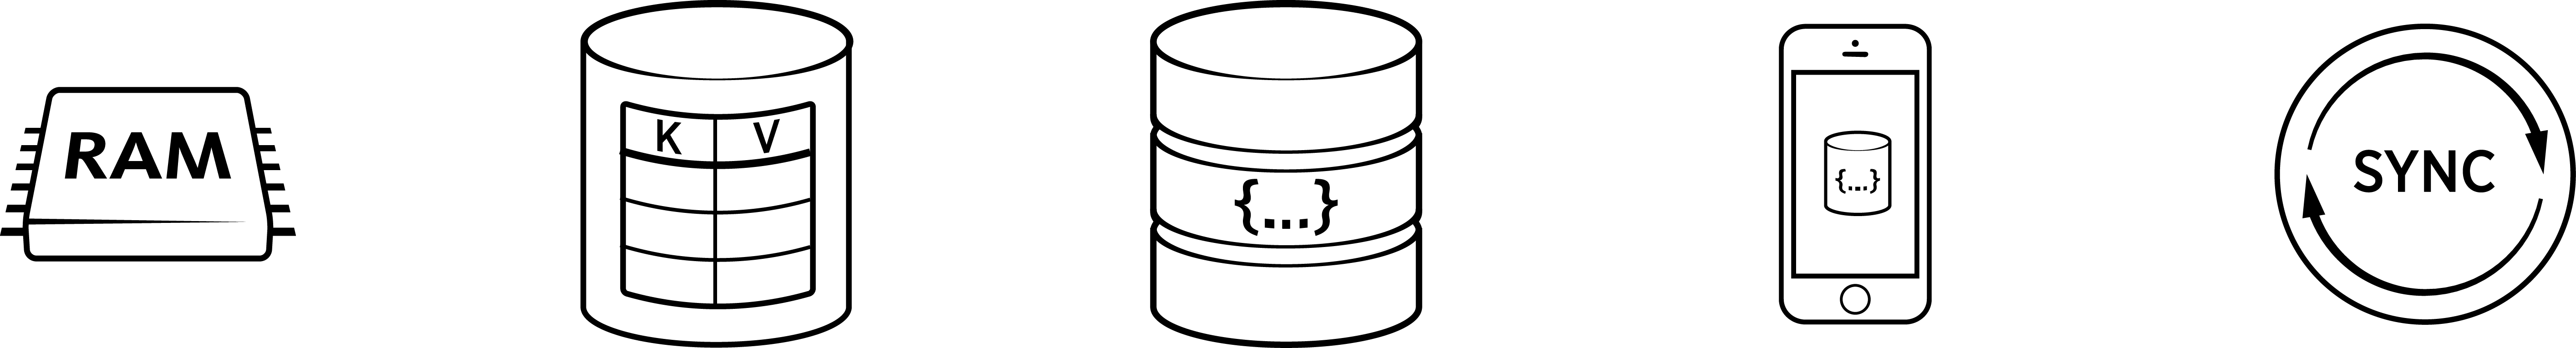 RAM
K V
{...}
{...}
SYNC